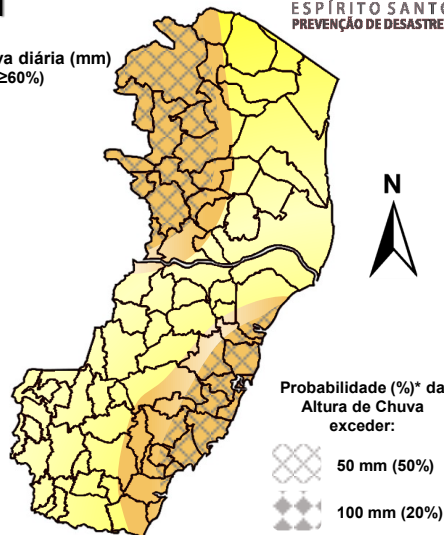 ESPÍRITO SANTO
PREVENÇÃO DE DESASTRE
va diária (mm)
≥60%)
N
Probabilidade (%)* da
Altura de Chuva
exceder:
50 mm (50%)
100 mm (20%)